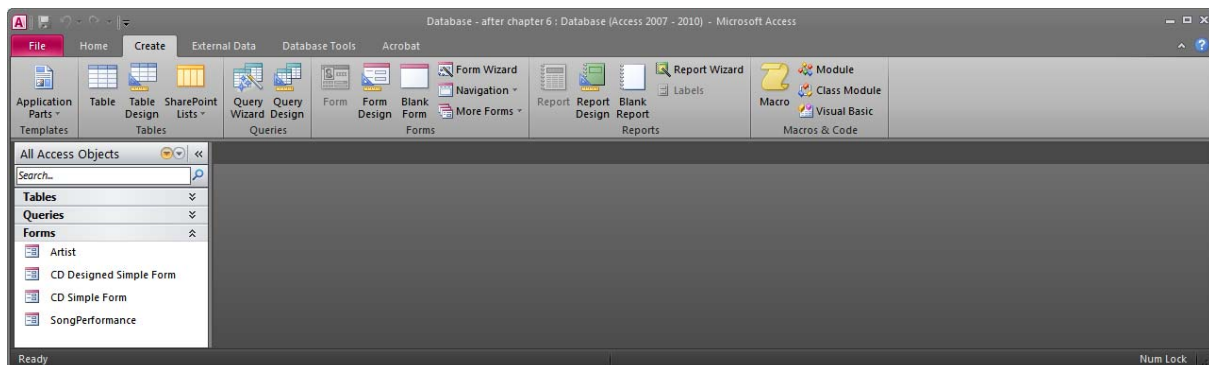 Database - after chapter 6 : Database (Access 2007 - 2010) - Microsoft Access
File Home Create External Data Database Tools Acrobat
Application Parts
Table
Table Design
SharePoint Lists
Query Wizard
Query Design
Form
Form Design
Blank Form
Form Wizard
Navigation
More Forms
Report
Report Design
Blank Report
Report Wizard
Labels
Macro
Module
Class Module
Visual Basic
Templates Tables Queries Forms Reports Macros & Code
All Access Objects
Search...
Tables
Queries
Forms
Artist
CD Designed Simple Form
CD Simple Form
SongPerformance
Ready Num Lock